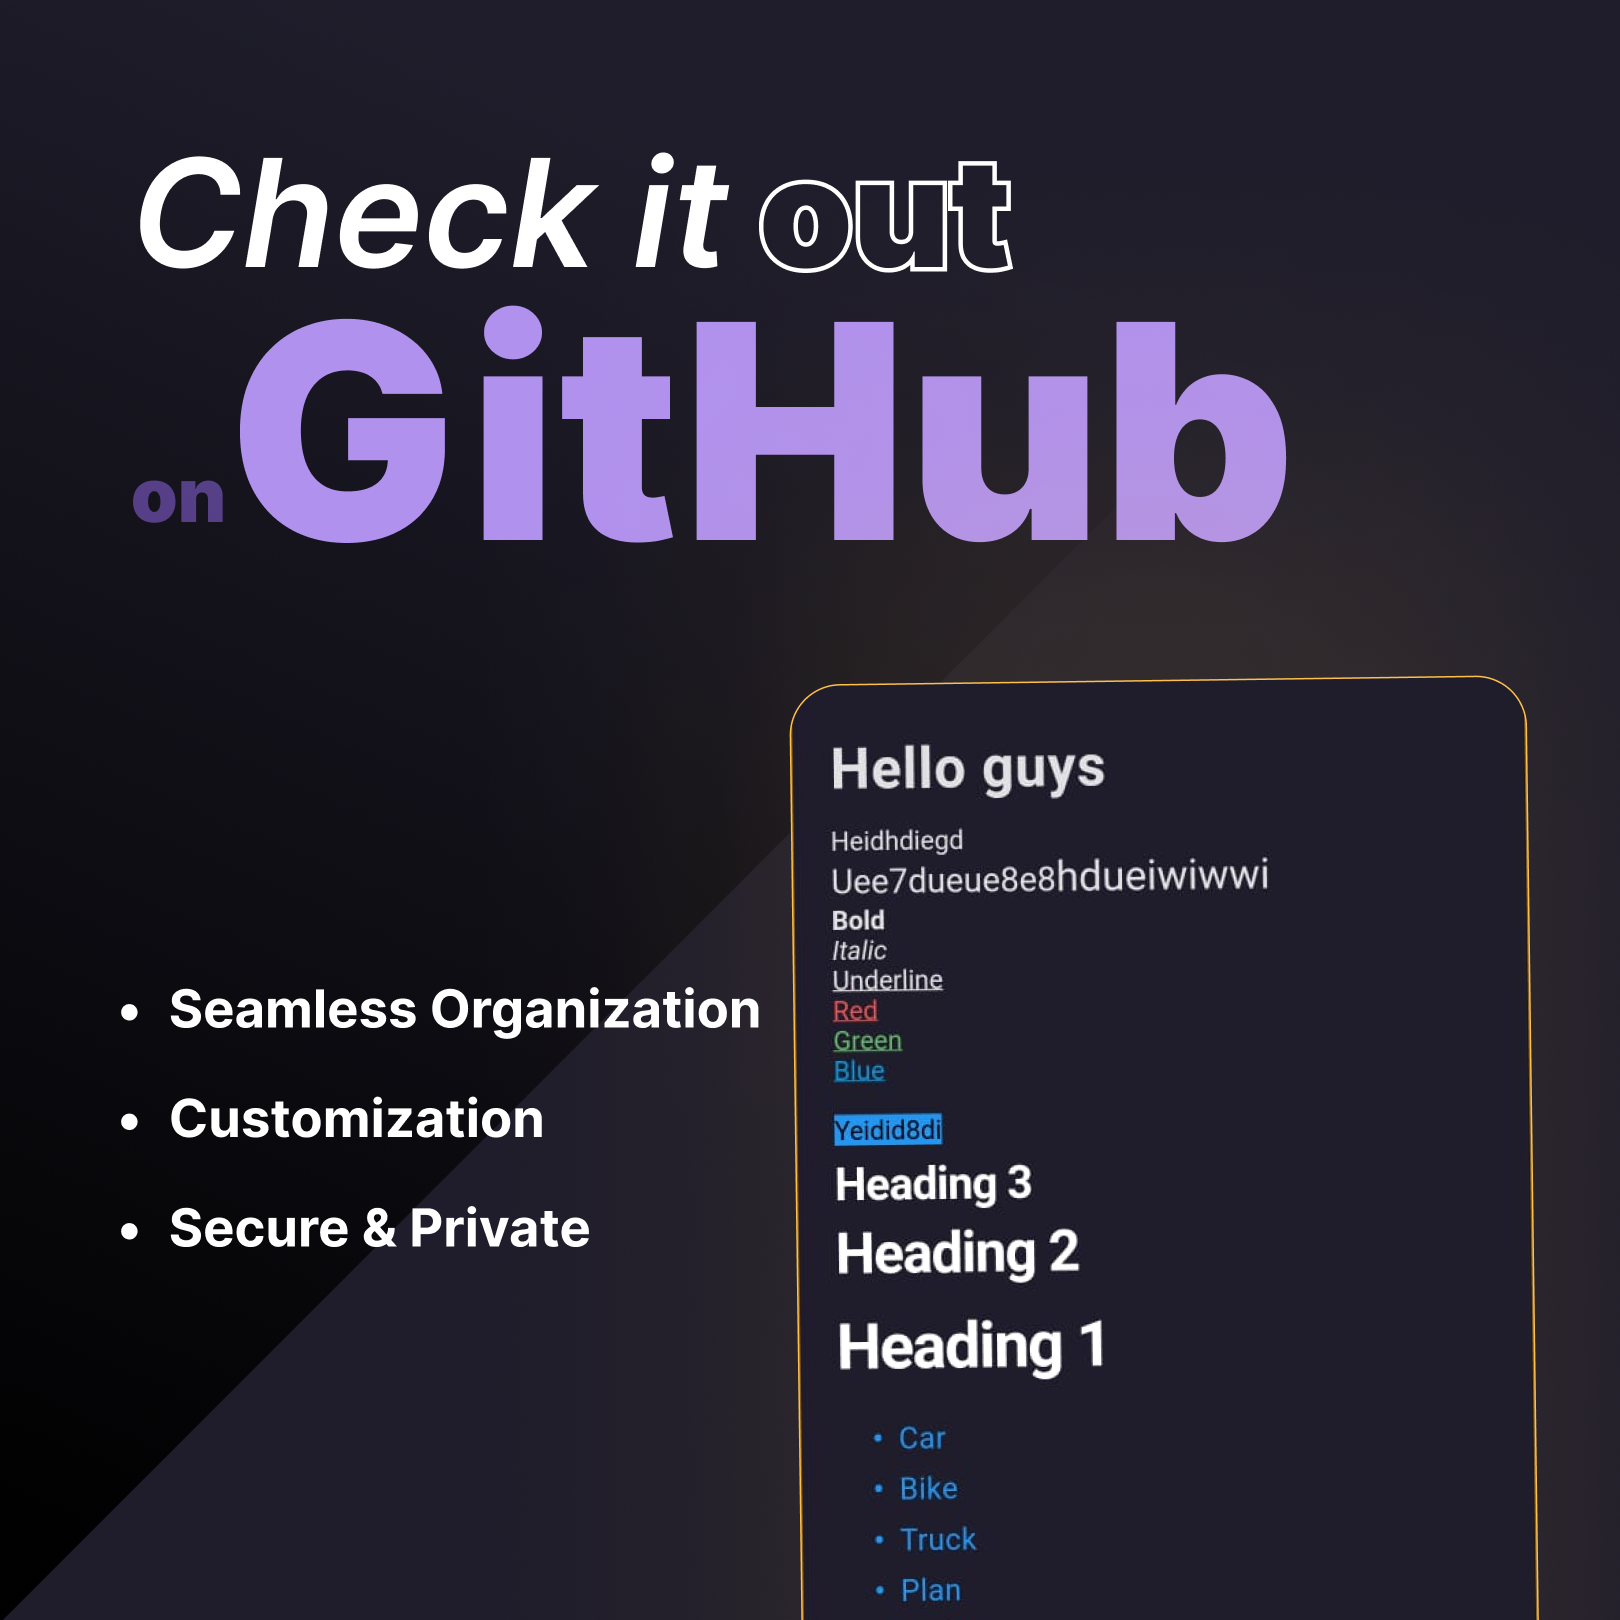 Check it out
on GitHub
• Seamless Organization
• Customization
• Secure & Private
Hello guys
Heidhdiegd
Uee7dueue8e8hdueiwiwwi
Bold
Italic
Underline
Red
Green
Blue
Yeidid8di
Heading 3
Heading 2
Heading 1
• Car
• Bike
• Truck
• Plan